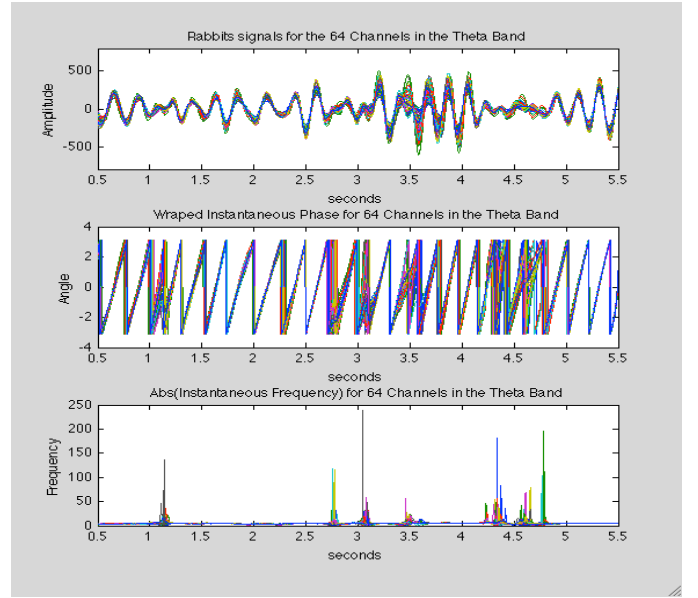 Rabbits signals for the 64 Channels in the Theta Band
Amplitude
500
0
-500
0.5 1 1.5 2 2.5 3 3.5 4 4.5 5 5.5
seconds
Wraped Instantaneous Phase for 64 Channels in the Theta Band
Angle
4
2
0
-2
-4
0.5 1 1.5 2 2.5 3 3.5 4 4.5 5 5.5
seconds
Abs(Instantaneous Frequency) for 64 Channels in the Theta Band
Frequency
250
200
150
100
50
0
0.5 1 1.5 2 2.5 3 3.5 4 4.5 5 5.5
seconds